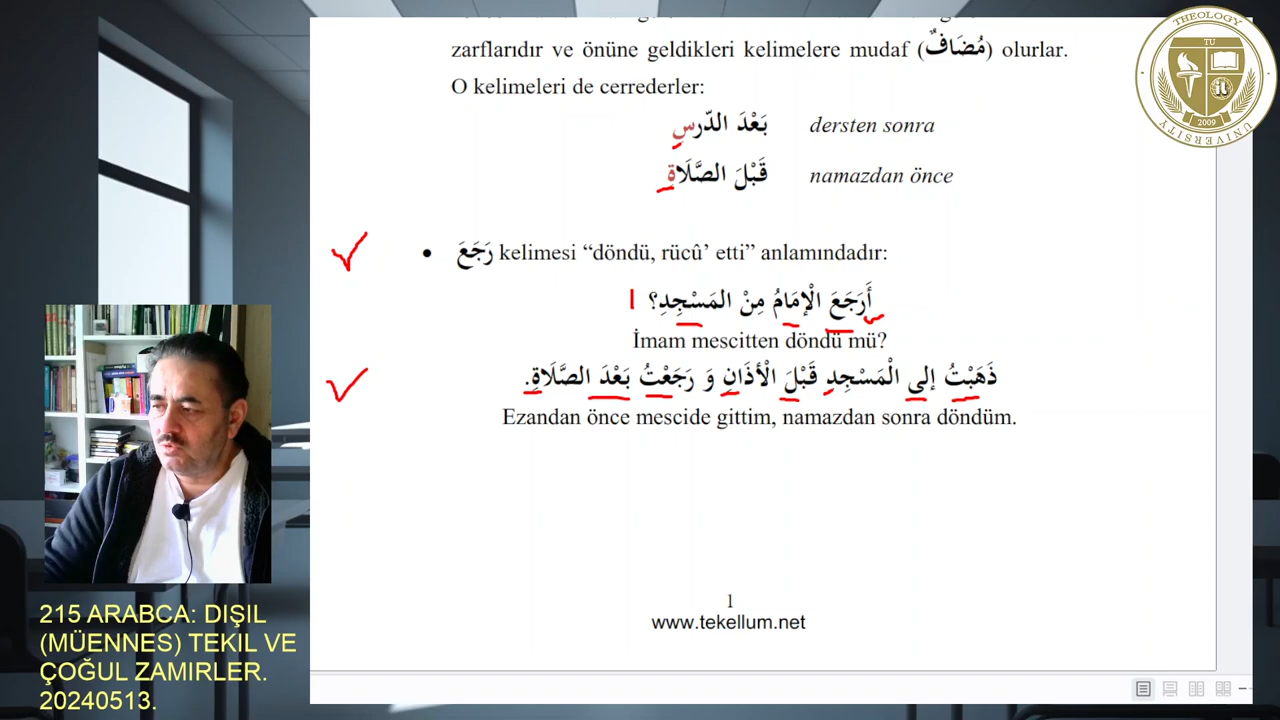 zarflarıdır ve önüne geldikleri kelimelere mudaf (مُضَافٌ) olurlar.
O kelimeleri de cerrederler:
بَعْدَ الدّرسِ dersten sonra
قَبْلَ الصَّلَاةِ namazdan önce
• رَجَعَ kelimesi “döndü, rücû’ etti” anlamındadır:
أَرَجَعَ الْإمَامُ مِنْ المَسْجِدِ؟
İmam mescitten döndü mü?
ذَهَبْتُ إلى الْمَسْجِدِ قَبْلَ الْأذَانِ وَ رَجَعْتُ بَعْدَ الصَّلَاةِ.
Ezandan önce mescide gittim, namazdan sonra döndüm.
1
www.tekellum.net
215 ARABCA: DIŞIL
(MÜENNES) TEKIL VE
ÇOĞUL ZAMIRLER.
20240513.
THEOLOGY
TU
2009
UNIVERSITY